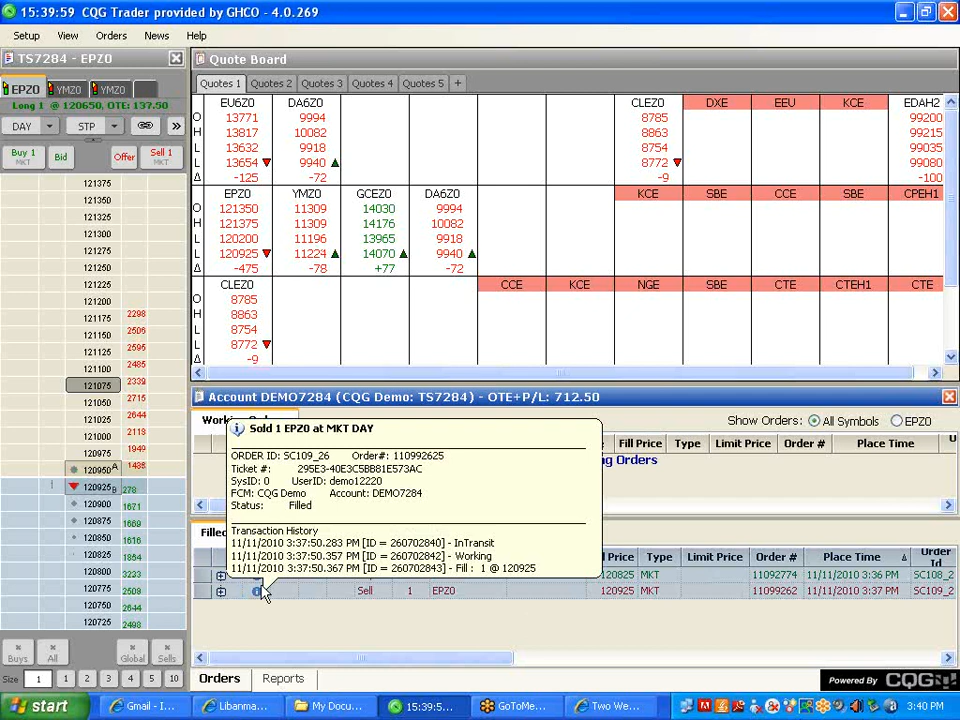 15:39:59 CQG Trader provided by GHCO - 4.0.269
Setup View Orders News Help
TS7284 - EPZ0
EPZ0 YMZ0 YMZ0
Long 1 @ 120650, OTE: 137.50
DAY STP
Buy 1 MKT Bid Offer Sell 1 MKT
121375
121350
121325
121300
121275
121250
121225
121200
121175 2298
121150 2506
121125 2595
121100 2485
121075 2339
121050 2715
121025 2644
121000 2778
120975 1949
120950 A 1436
120925 B 278
120900 1671
120875 1669
120850 1616
120825 1854
120800 3233
120775 2509
120750 2644
120725 2498
Buys All Global Sells
Size 1 1 2 3 4 5 10
Quote Board
Quotes 1 Quotes 2 Quotes 3 Quotes 4 Quotes 5 +
EU6Z0 DA6Z0 CLEZ0 DXE EEU KCE EDAH2
O 13771 9994 8785 99200
H 13817 10082 8863 99215
L 13632 9918 8754 99035
L 13654 9940 8772 99080
Δ -125 -72 -9 -100
EPZ0 YMZ0 GCEZ0 DA6Z0 KCE SBE CCE SBE CPEH1
O 121350 11309 14030 9994
H 121375 11309 14176 10082
L 120200 11196 13965 9918
L 120925 11224 14070 9940
Δ -475 -78 +77 -72
CLEZ0 CCE KCE NGE SBE CTE CTEH1 CTE
O 8785
H 8863
L 8754
L 8772
Δ -9
Account DEMO7284 (CQG Demo: TS7284) - OTE+P/L: 712.50
Show Orders: All Symbols EPZ0
Fill Price Type Limit Price Order # Place Time
Orders
Sold 1 EPZ0 at MKT DAY
ORDER ID: SC109_26 Order#: 110992625
Ticket #: 295E3-40E3C5BB81E573AC
SysID: 0 UserID: demo12220
FCM: CQG Demo Account: DEMO7284
Status: Filled
Transaction History
11/11/2010 3:37:50.283 PM [ID = 260702840] - InTransit
11/11/2010 3:37:50.357 PM [ID = 260702842] - Working
11/11/2010 3:37:50.367 PM [ID = 260702843] - Fill : 1 @ 120925
Filled
Price Type Limit Price Order # Place Time Order Id
120825 MKT 11092774 11/11/2010 3:36 PM SC108_2
Sell 1 EPZ0 120925 MKT 11099262 11/11/2010 3:37 PM SC109_2
Orders Reports
Powered By CQG
start Gmail - I... Libanma... My Docu... 15:39:5... GoToMe... Two We... 3:40 PM